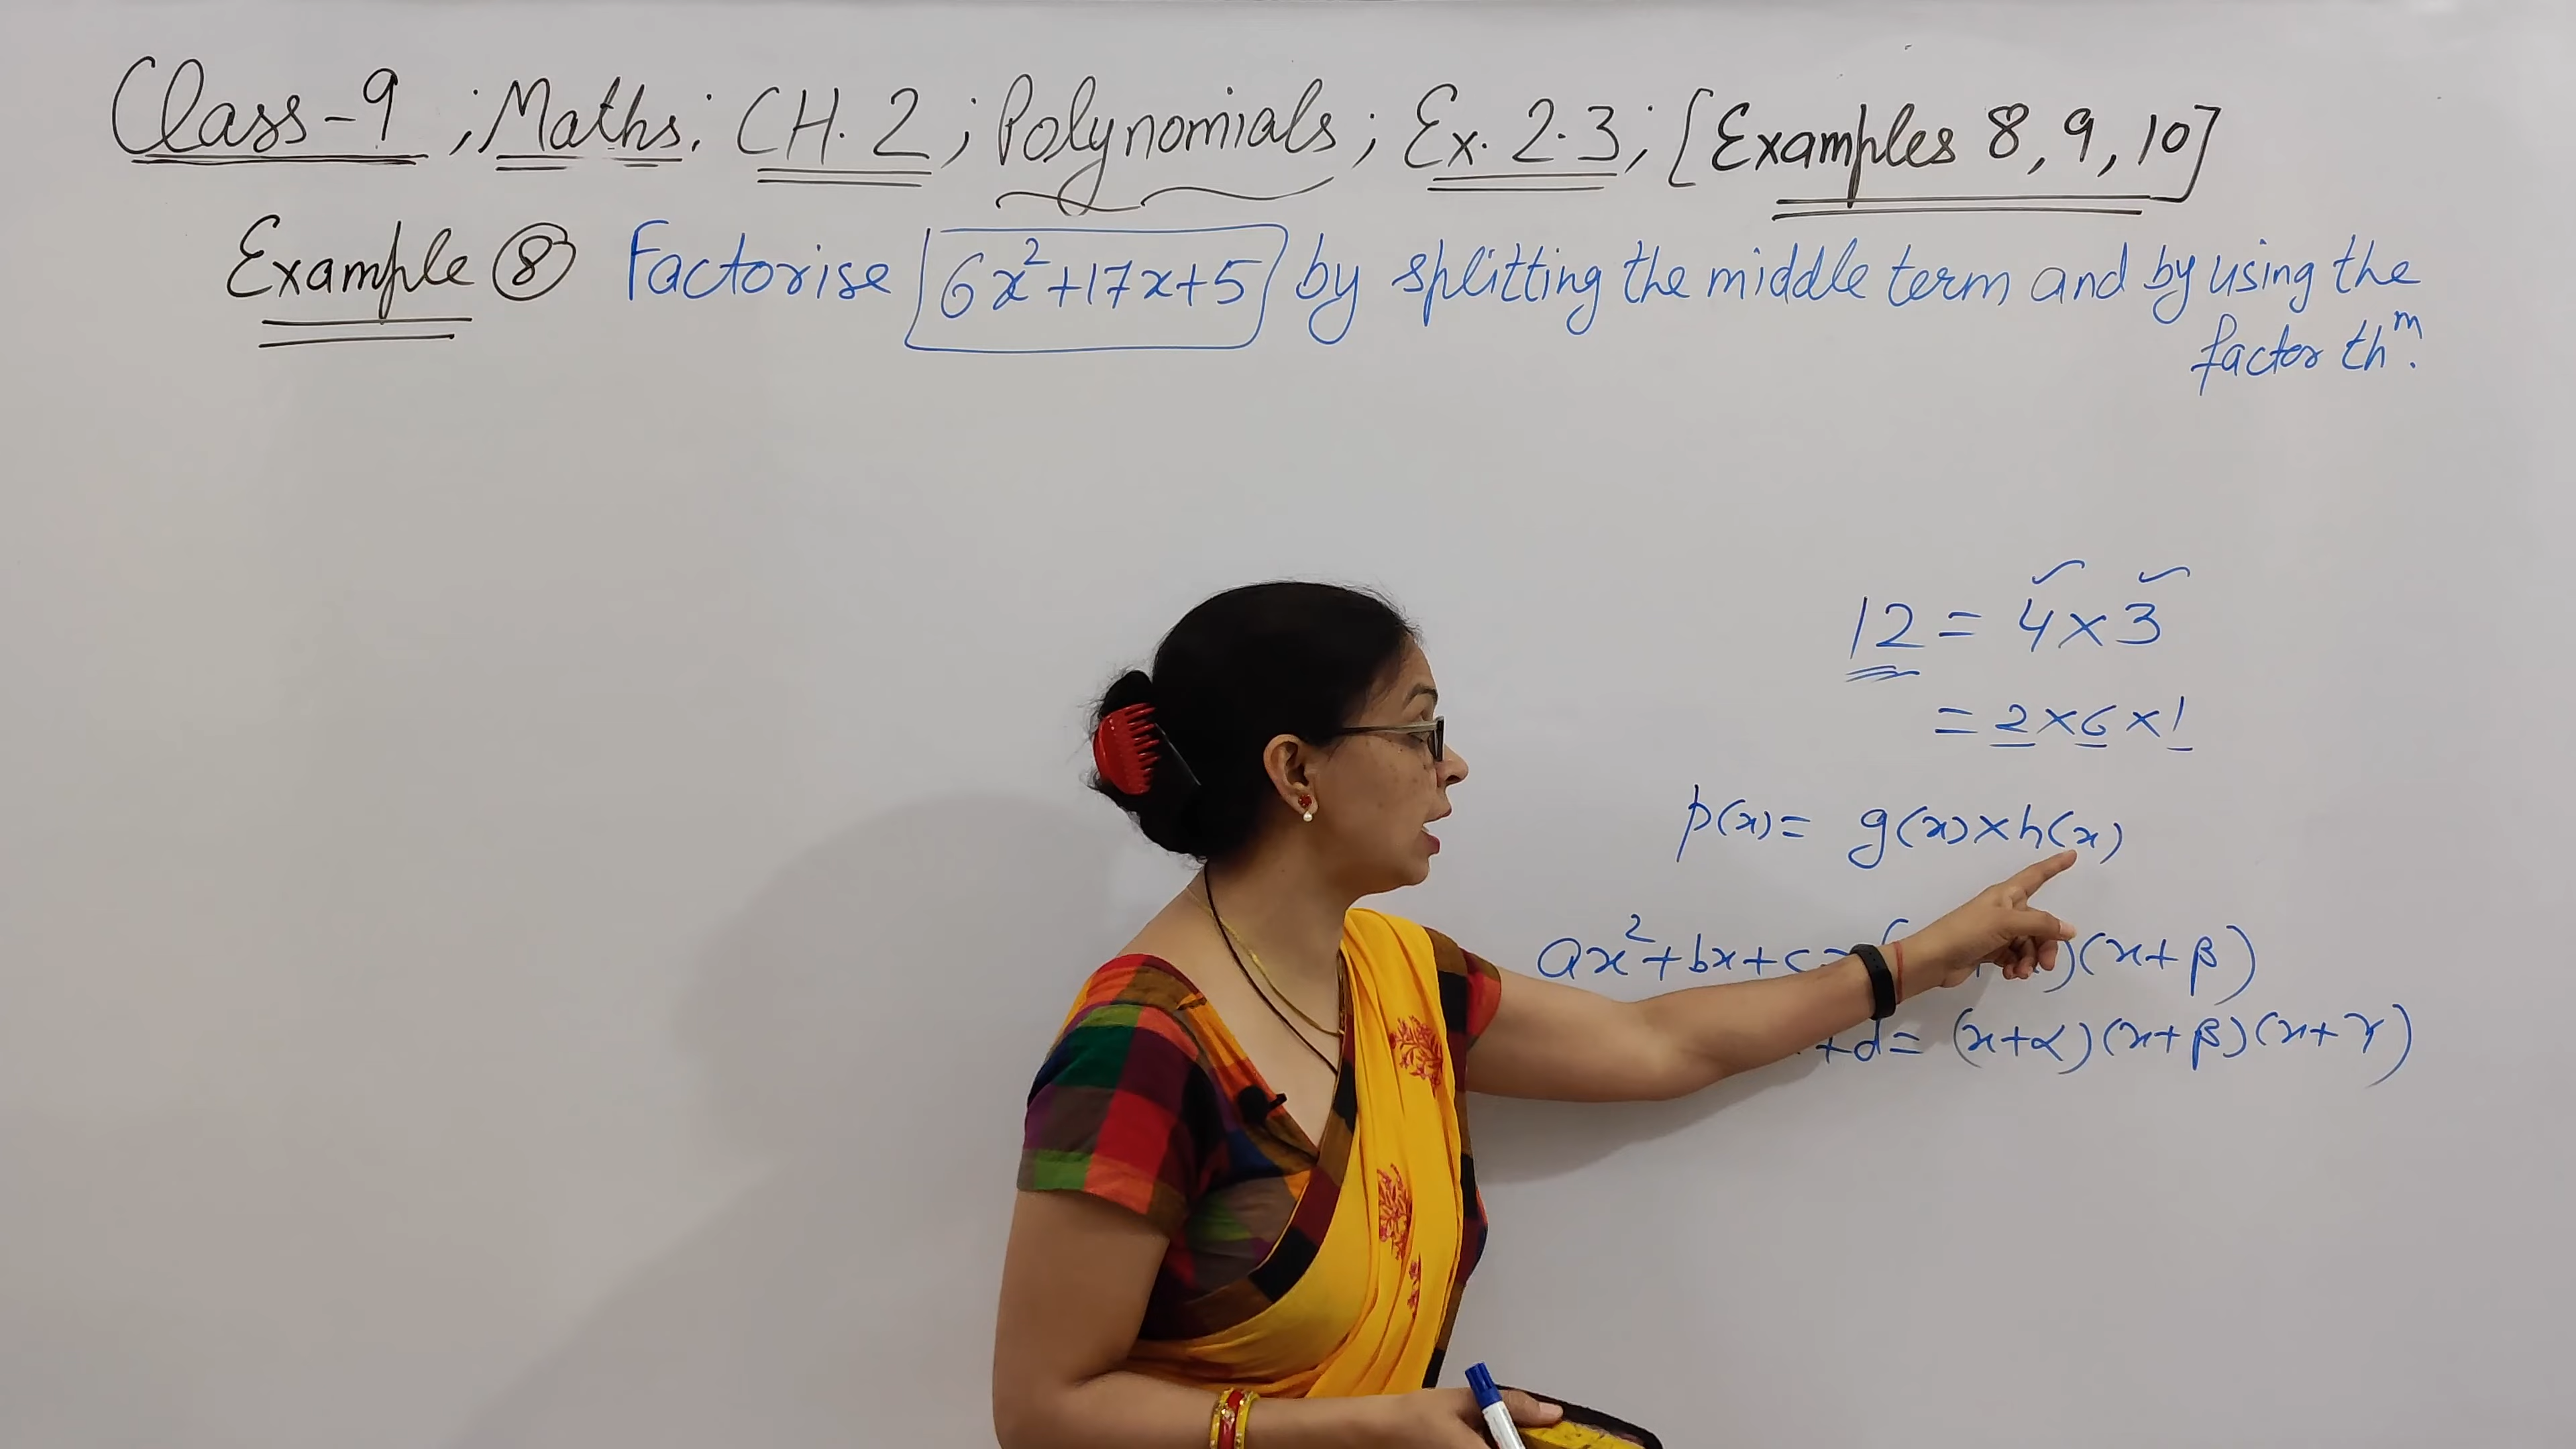 Class-9 ; Maths; CH. 2; Polynomials; Ex. 2.3; [Examples 8, 9, 10]
Example 8 Factorise 6x²+17x+5 by splitting the middle term and by using the
factor thᵐ.
12 = 4×3
= 2×6×1
p(x) = g(x)×h(x)
ax²+bx+c = ( )(x+β)
+d = (x+α)(x+β)(x+γ)